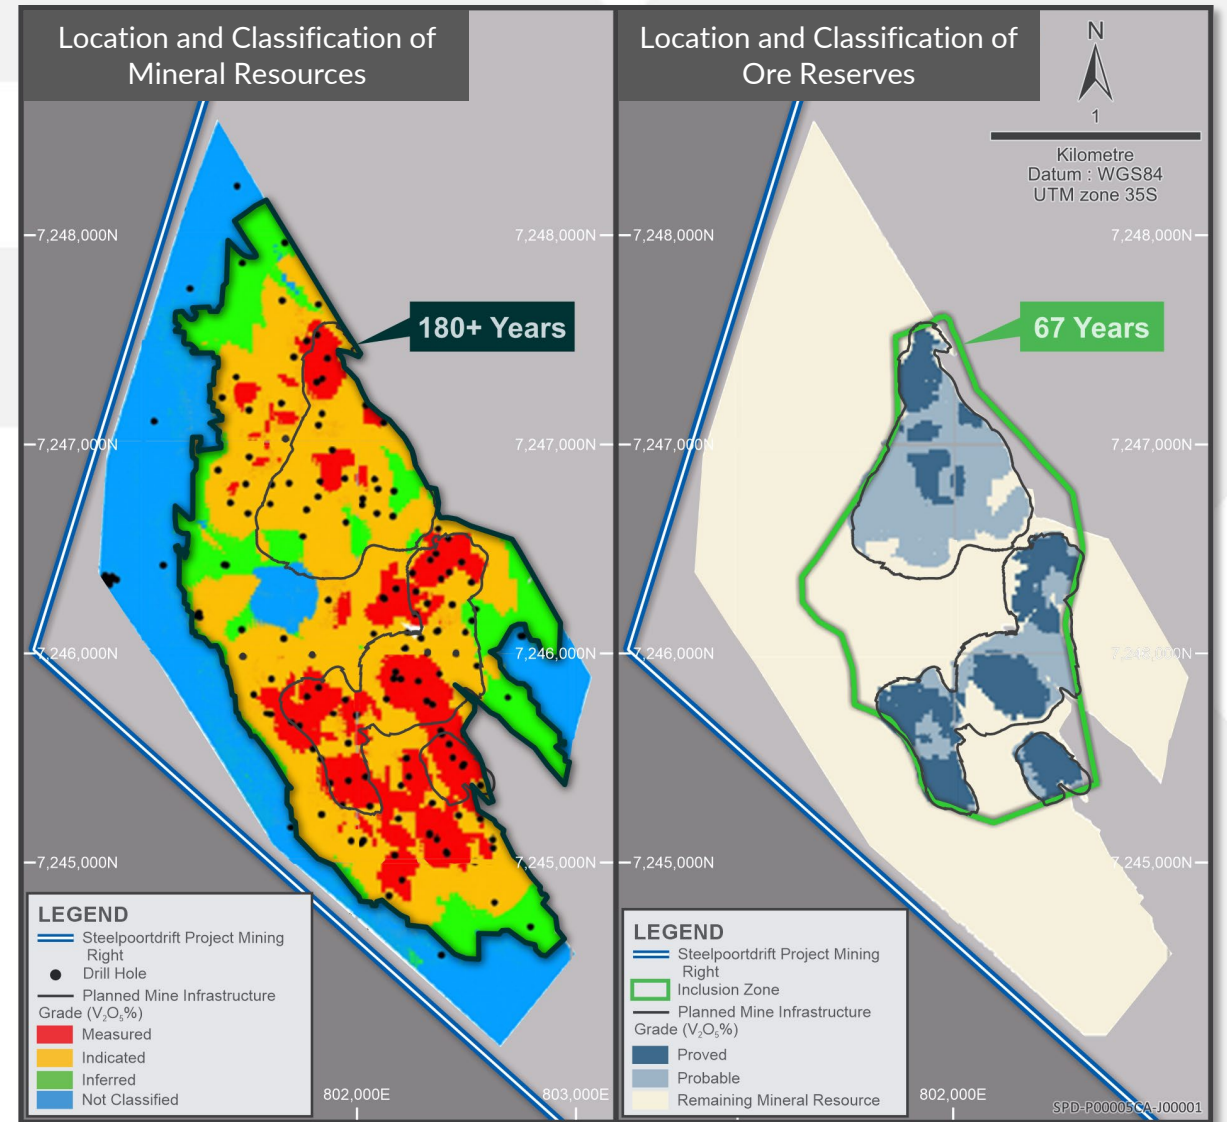 Location and Classification of
Mineral Resources
7,248,000N
7,248,000N
180+ Years
7,247,000N
7,247,000N
7,246,000N
7,246,000N
7,245,000N
7,245,000N
LEGEND
Steelpoortdrift Project Mining
Right
Drill Hole
Planned Mine Infrastructure
Grade (V₂O₅%)
Measured
Indicated
Inferred
Not Classified
802,000E
803,000E
Location and Classification of
Ore Reserves
N
1
Kilometre
Datum : WGS84
UTM zone 35S
7,248,000N
7,248,000N
67 Years
7,247,000N
7,247,000N
7,246,000N
7,246,000N
7,245,000N
7,245,000N
LEGEND
Steelpoortdrift Project Mining
Right
Inclusion Zone
Planned Mine Infrastructure
Grade (V₂O₅%)
Proved
Probable
Remaining Mineral Resource
802,000E
SPD-P00005CA-J00001